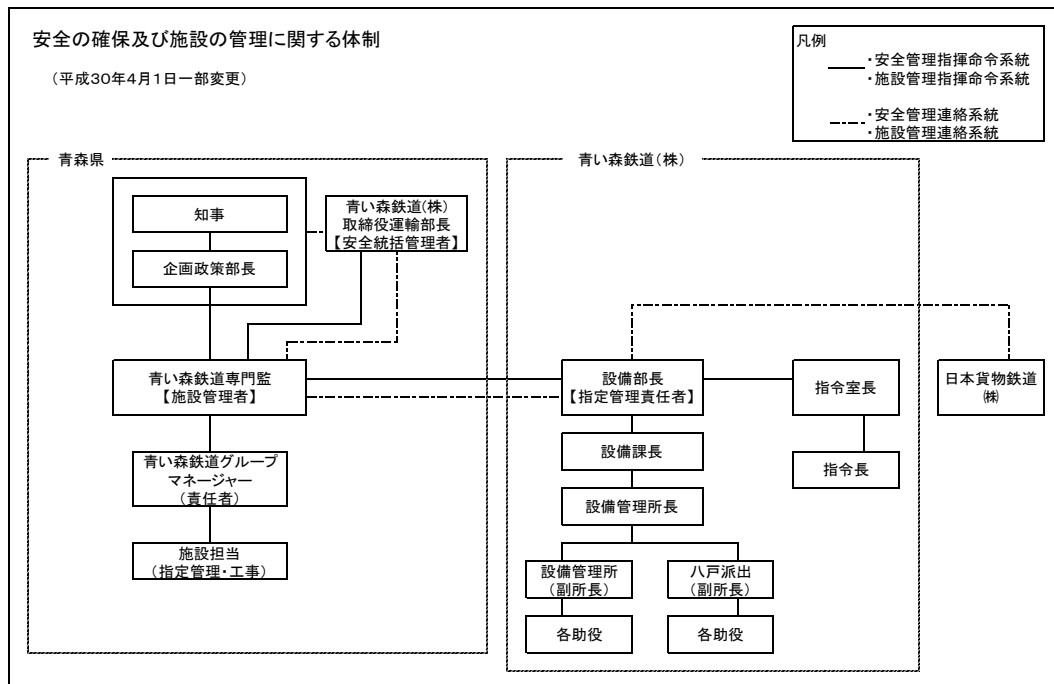 安全の確保及び施設の管理に関する体制
（平成30年4月1日一部変更）
凡例
・安全管理指揮命令系統
・施設管理指揮命令系統
・安全管理連絡系統
・施設管理連絡系統
青森県
知事
企画政策部長
青い森鉄道(株)
取締役運輸部長
【安全統括管理者】
青い森鉄道専門監
【施設管理者】
青い森鉄道グループ
マネージャー
（責任者）
施設担当
（指定管理・工事）
青い森鉄道（株）
設備部長
【指定管理責任者】
設備課長
設備管理所長
設備管理所
（副所長）
各助役
八戸派出
（副所長）
各助役
指令室長
指令長
日本貨物鉄道
㈱